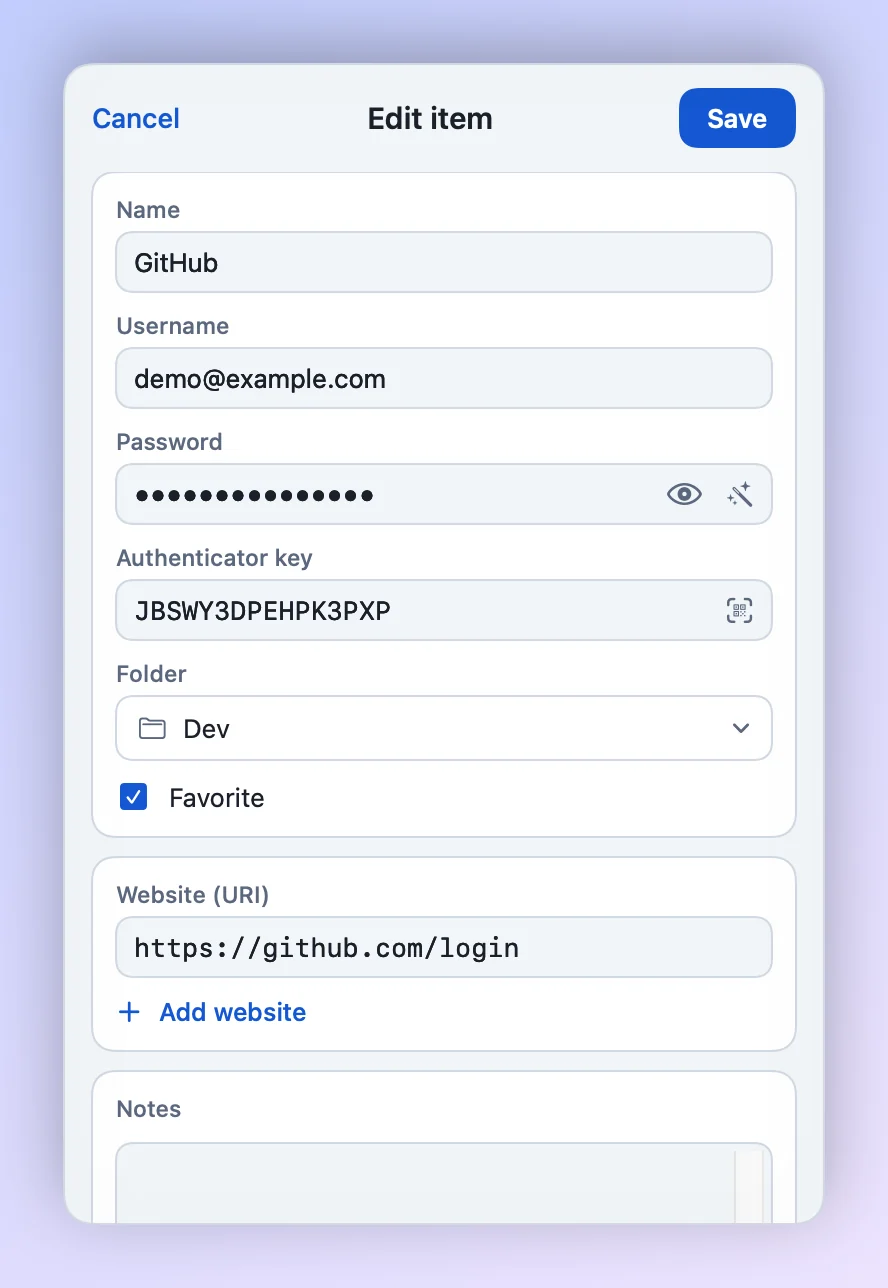 Cancel
Edit item
Save
Name
GitHub
Username
demo@example.com
Password
•••••••••••••••
Authenticator key
JBSWY3DPEHPK3PXP
Folder
Dev
Favorite
Website (URI)
https://github.com/login
+ Add website
Notes